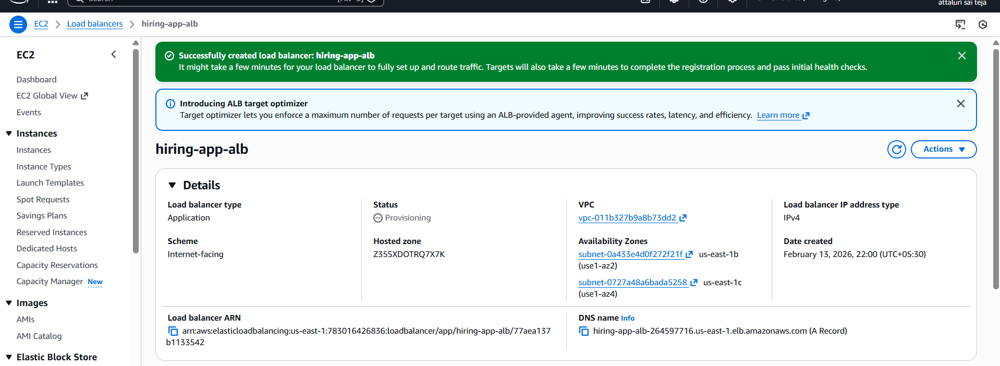 attaluri sai teja
EC2 > Load balancers > hiring-app-alb
EC2
Dashboard
EC2 Global View
Events
Instances
Instances
Instance Types
Launch Templates
Spot Requests
Savings Plans
Reserved Instances
Dedicated Hosts
Capacity Reservations
Capacity Manager New
Images
AMIs
AMI Catalog
Elastic Block Store
Successfully created load balancer: hiring-app-alb
It might take a few minutes for your load balancer to fully set up and route traffic. Targets will also take a few minutes to complete the registration process and pass initial health checks.
Introducing ALB target optimizer
Target optimizer lets you enforce a maximum number of requests per target using an ALB-provided agent, improving success rates, latency, and efficiency. Learn more
hiring-app-alb
Actions
Details
Load balancer type
Application
Status
Provisioning
VPC
vpc-011b327b9a8b73dd2
Load balancer IP address type
IPv4
Scheme
Internet-facing
Hosted zone
Z35SXDOTRQ7X7K
Availability Zones
subnet-0a433e4d0f272f21f us-east-1b
(use1-az2)
subnet-0727a48a6bada5258 us-east-1c
(use1-az4)
Date created
February 13, 2026, 22:00 (UTC+05:30)
Load balancer ARN
arn:aws:elasticloadbalancing:us-east-1:783016426836:loadbalancer/app/hiring-app-alb/77aea137
b1133542
DNS name Info
hiring-app-alb-264597716.us-east-1.elb.amazonaws.com (A Record)